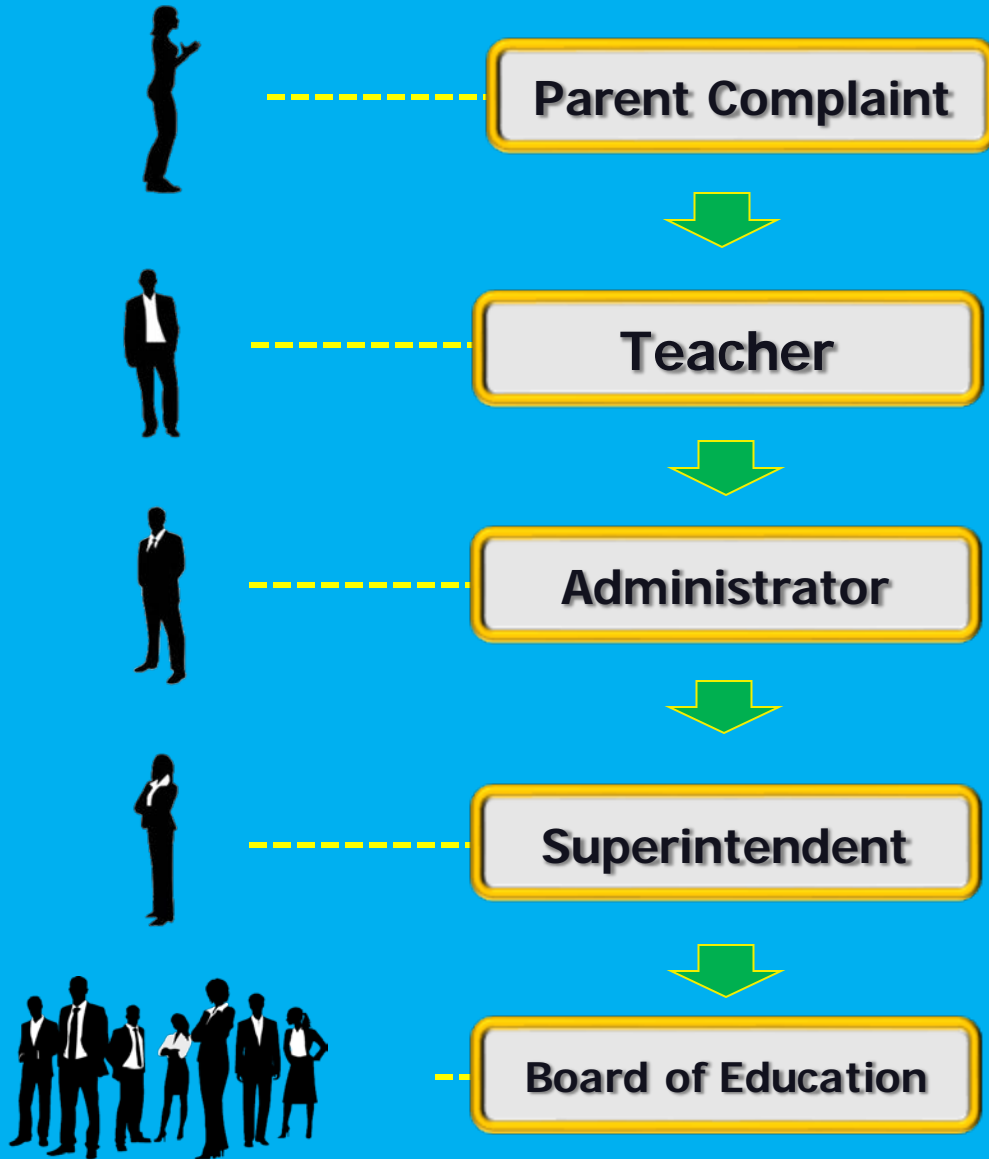 Parent Complaint
Teacher
Administrator
Superintendent
Board of Education